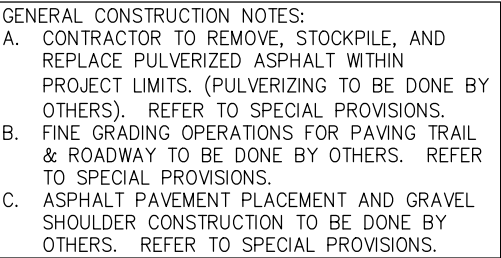 GENERAL CONSTRUCTION NOTES:
A. CONTRACTOR TO REMOVE, STOCKPILE, AND
REPLACE PULVERIZED ASPHALT WITHIN
PROJECT LIMITS. (PULVERIZING TO BE DONE BY
OTHERS). REFER TO SPECIAL PROVISIONS.
B. FINE GRADING OPERATIONS FOR PAVING TRAIL
& ROADWAY TO BE DONE BY OTHERS. REFER
TO SPECIAL PROVISIONS.
C. ASPHALT PAVEMENT PLACEMENT AND GRAVEL
SHOULDER CONSTRUCTION TO BE DONE BY
OTHERS. REFER TO SPECIAL PROVISIONS.